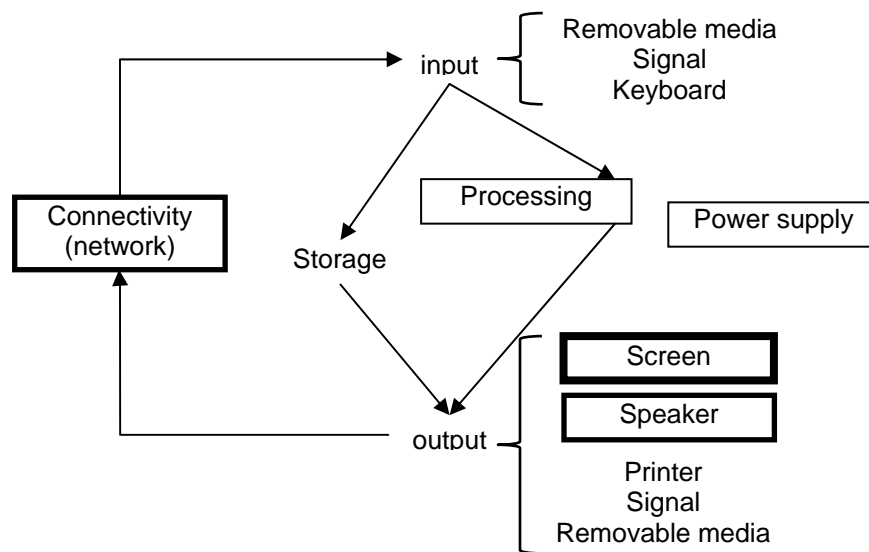 Removable media
Signal
Keyboard
input
Processing
Power supply
Connectivity
(network)
Storage
Screen
Speaker
output
Printer
Signal
Removable media